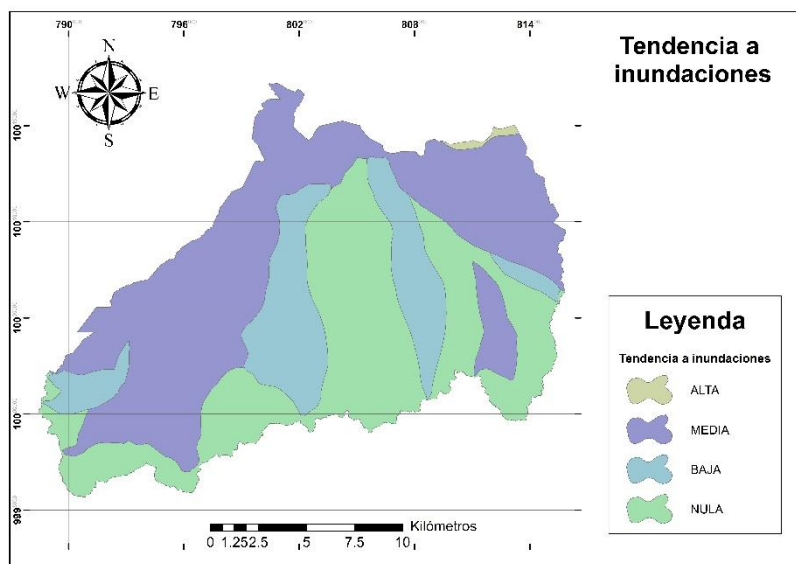 790 796 802 808 814
Tendencia a
inundaciones
N
W E
S
100
100
100
100
999
Leyenda
Tendencia a inundaciones
ALTA
MEDIA
BAJA
NULA
Kilómetros
0 1.25 2.5 5 7.5 10